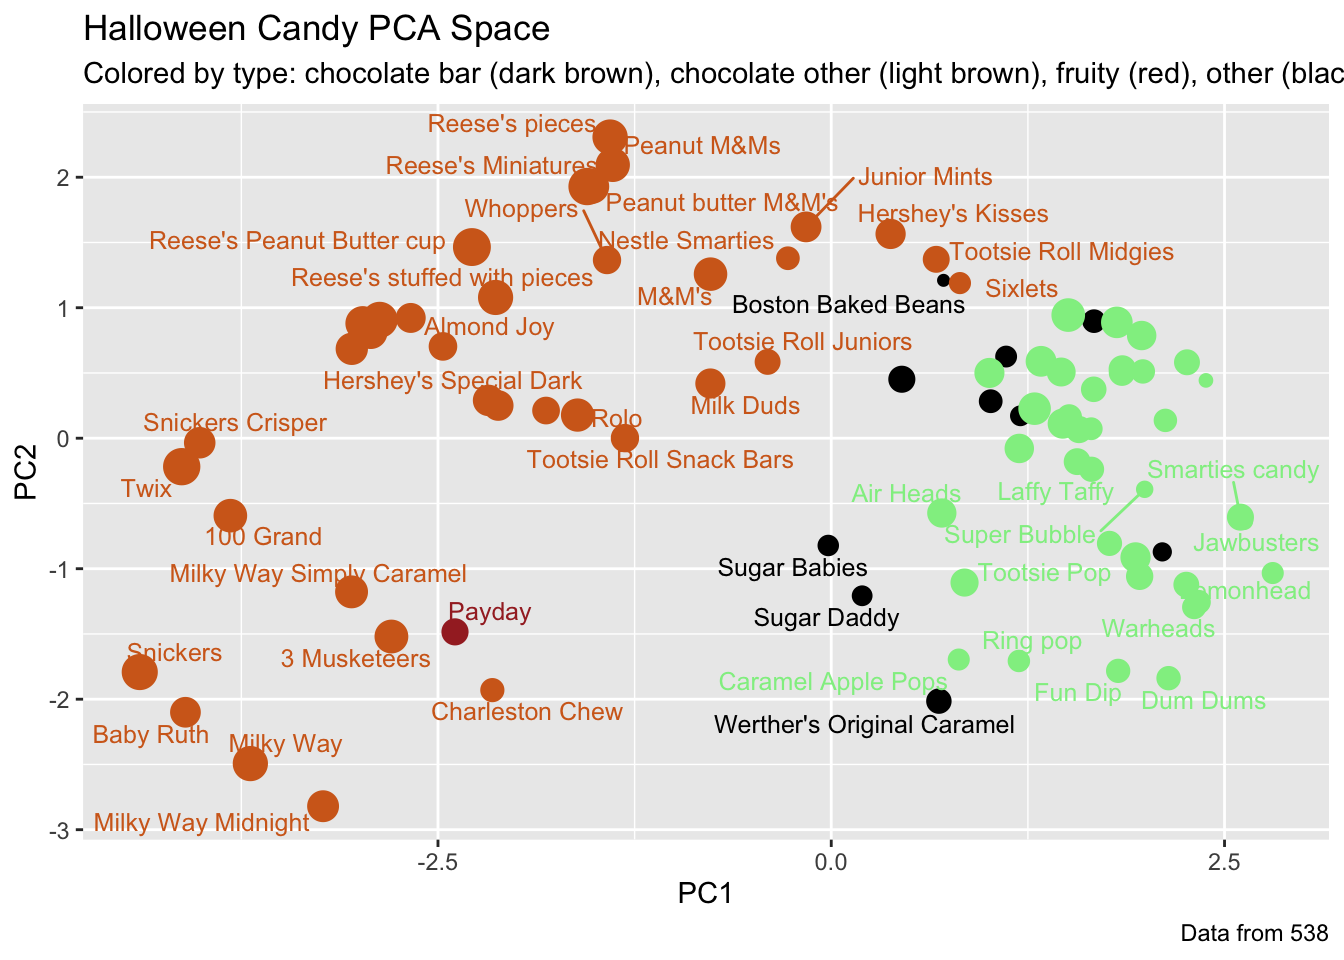 Halloween Candy PCA Space
Colored by type: chocolate bar (dark brown), chocolate other (light brown), fruity (red), other (blac
Reese's pieces
Peanut M&Ms
Reese's Miniatures
Junior Mints
Peanut butter M&M's
Whoppers
Hershey's Kisses
Reese's Peanut Butter cup
Nestle Smarties
Tootsie Roll Midgies
Reese's stuffed with pieces
Sixlets
M&M's
Boston Baked Beans
Almond Joy
Tootsie Roll Juniors
Hershey's Special Dark
Milk Duds
Snickers Crisper
Rolo
Tootsie Roll Snack Bars
Smarties candy
Twix
Air Heads
Laffy Taffy
100 Grand
Super Bubble
Jawbusters
Milky Way Simply Caramel
Sugar Babies
Tootsie Pop
emonhead
Payday
Sugar Daddy
Warheads
Snickers
3 Musketeers
Ring pop
Caramel Apple Pops
Fun Dip
Dum Dums
Charleston Chew
Werther's Original Caramel
Baby Ruth
Milky Way
Milky Way Midnight
2
1
0
-1
-2
-3
PC2
-2.5
0.0
2.5
PC1
Data from 538